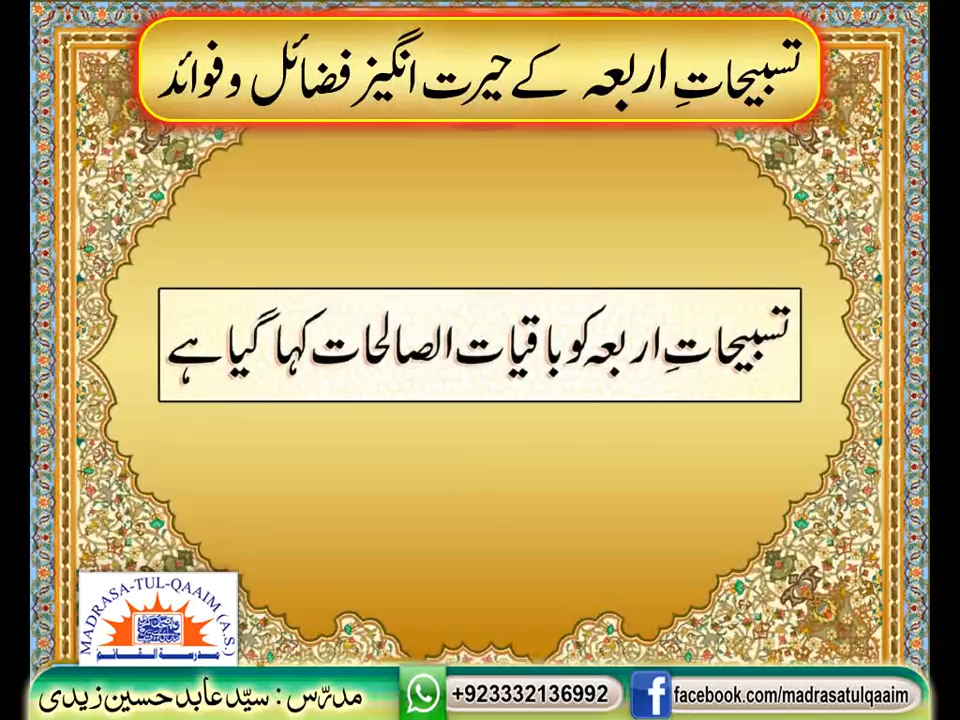 تسبیحاتِ اربعہ کے حیرت انگیز فضائل و فوائد
تسبیحاتِ اربعہ کو باقیات الصالحات کہا گیا ہے
MADRASA-TUL-QAAIM (A.S.)
مدرسۃ القائم
مدرّس : سیّد عابد حسین زیدی
+923332136992
facebook.com/madrasatulqaaim